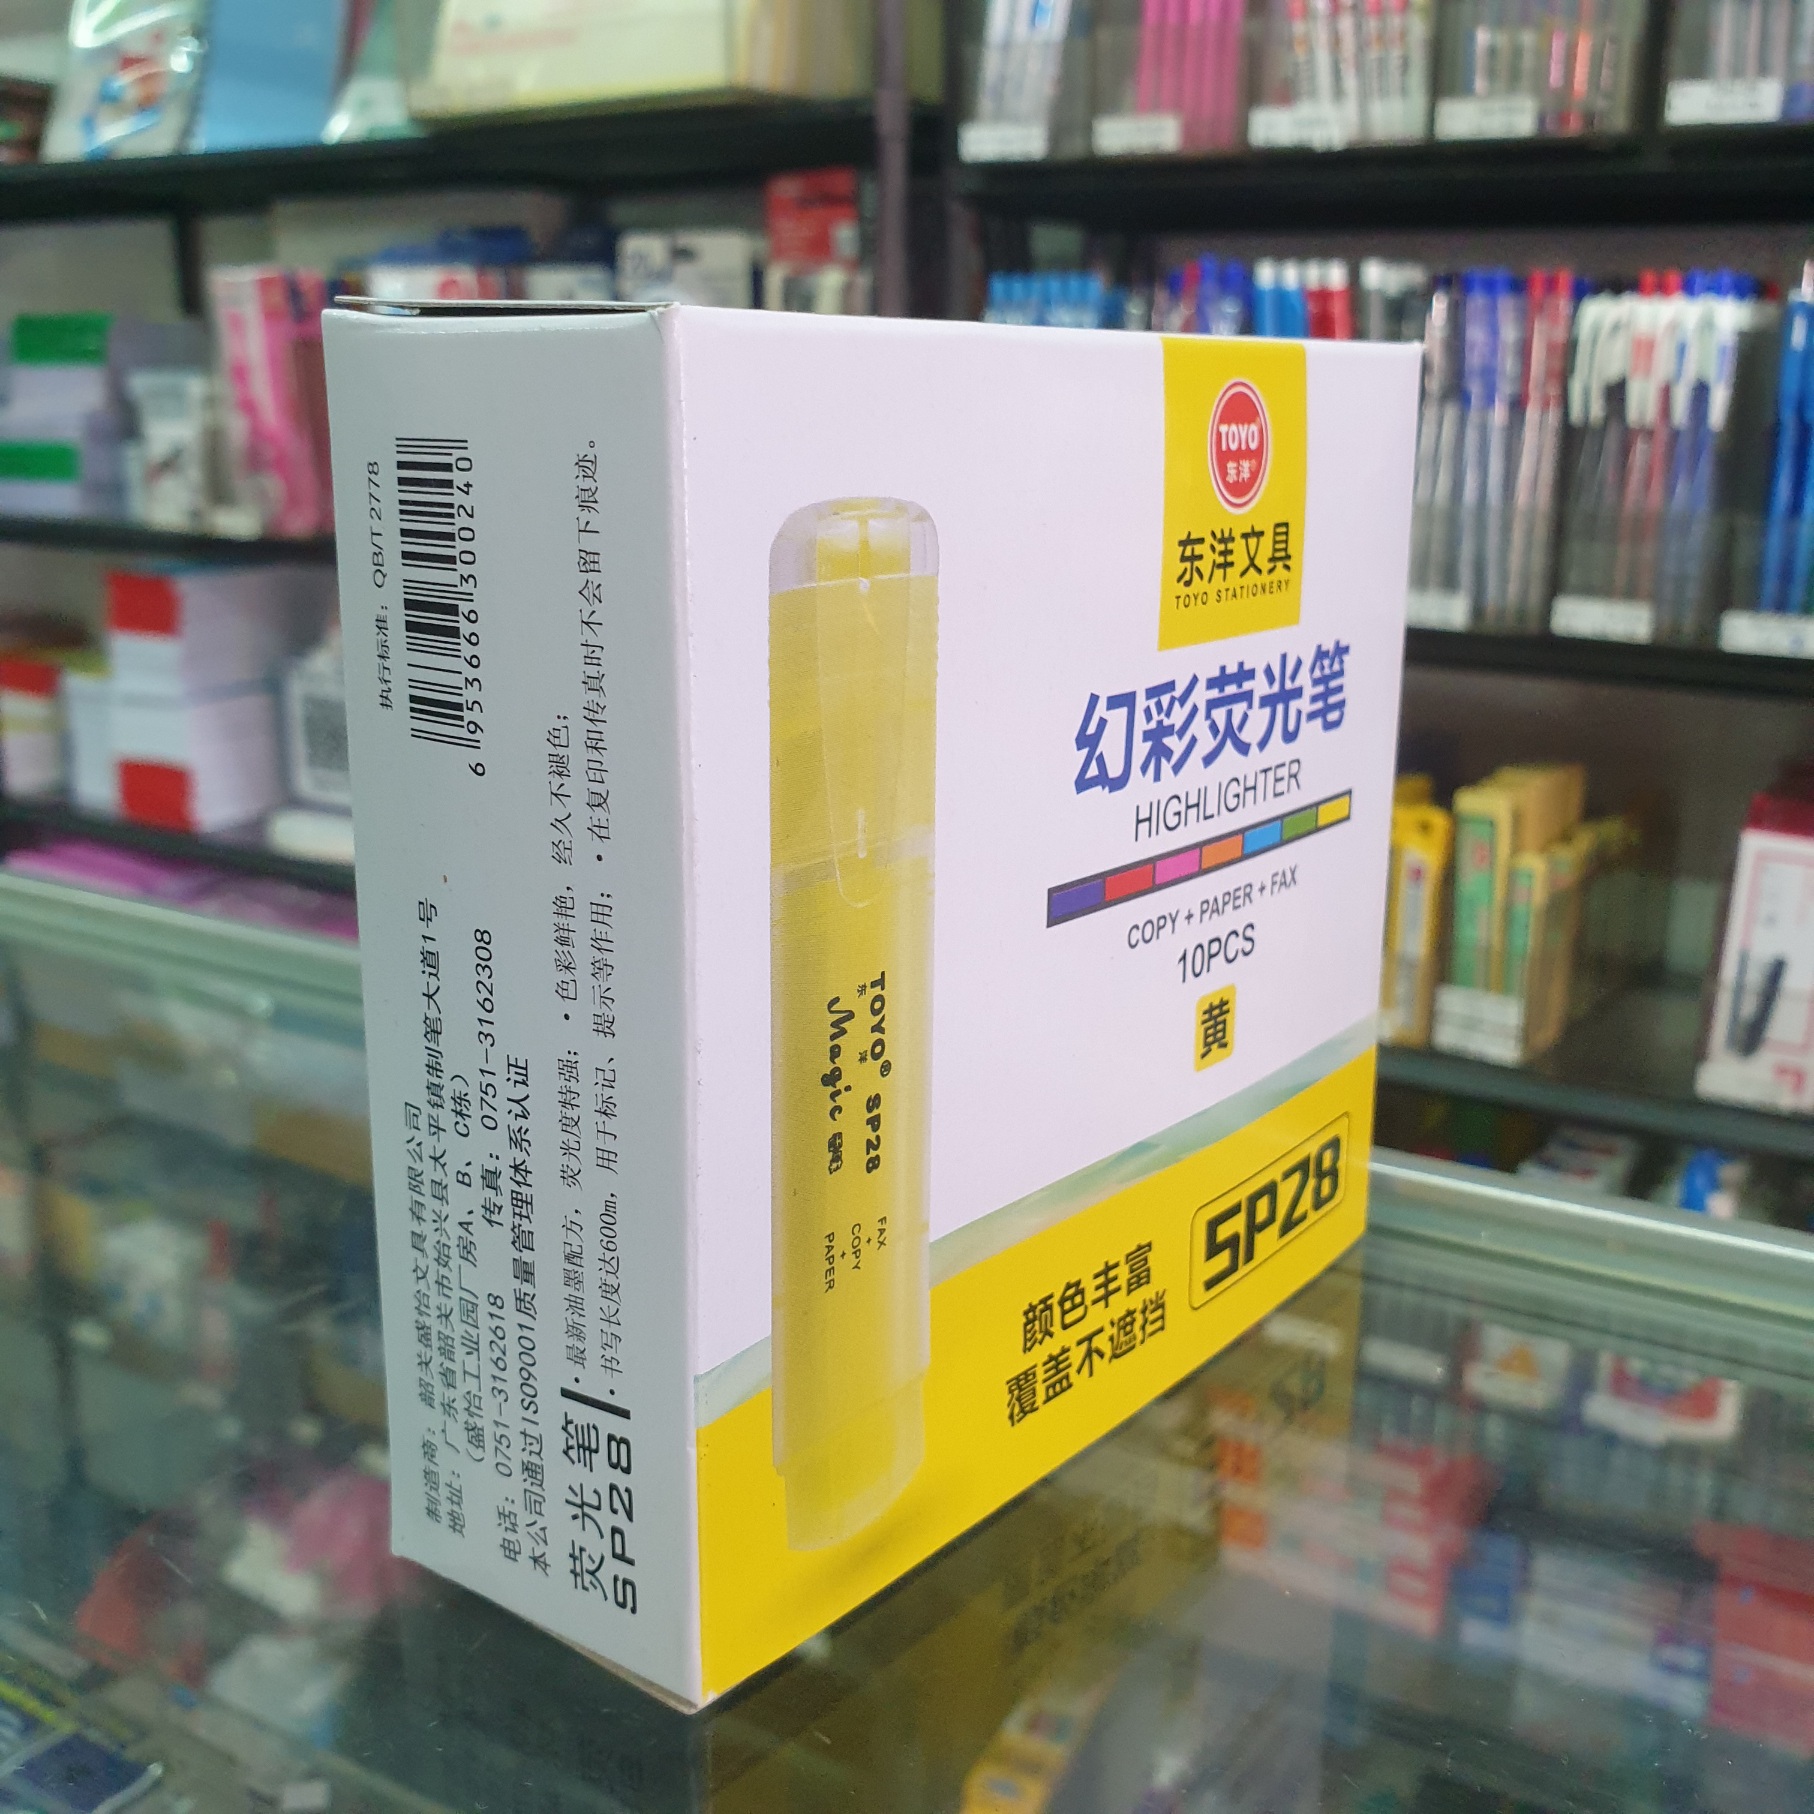 执行标准：QB/T 2778
6 953666 300240
制造商：韶关盛怡文具有限公司
地址：广东省韶关市始兴县太平镇制笔大道1号
（盛怡工业园厂房A、B、C栋）
电话：0751-3162618 传真：0751-3162308
本公司通过ISO9001质量管理体系认证
荧光笔
SP28
·最新油墨配方，荧光度特强；·色彩鲜艳，经久不褪色；
·书写长度达600m，用于标记、提示等作用；·在复印和传真时不会留下痕迹。
TOYO
东洋®
东洋文具
TOYO STATIONERY
幻彩荧光笔
HIGHLIGHTER
COPY + PAPER + FAX
10PCS
黄
TOYO® SP28
东洋
Magic
FAX
+
COPY
+
PAPER
颜色丰富
覆盖不遮挡
SP28